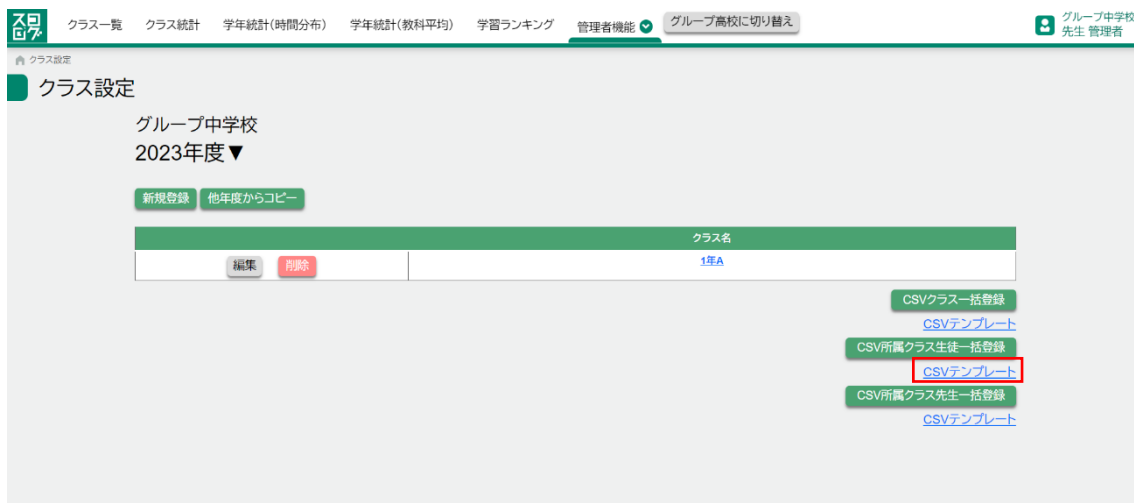 スタログ
クラス一覧 クラス統計 学年統計(時間分布) 学年統計(教科平均) 学習ランキング 管理者機能 グループ高校に切り替え
グループ中学校
先生 管理者
クラス設定
クラス設定
グループ中学校
2023年度▼
新規登録 他年度からコピー
クラス名
編集 削除 1年A
CSVクラス一括登録
CSVテンプレート
CSV所属クラス生徒一括登録
CSVテンプレート
CSV所属クラス先生一括登録
CSVテンプレート